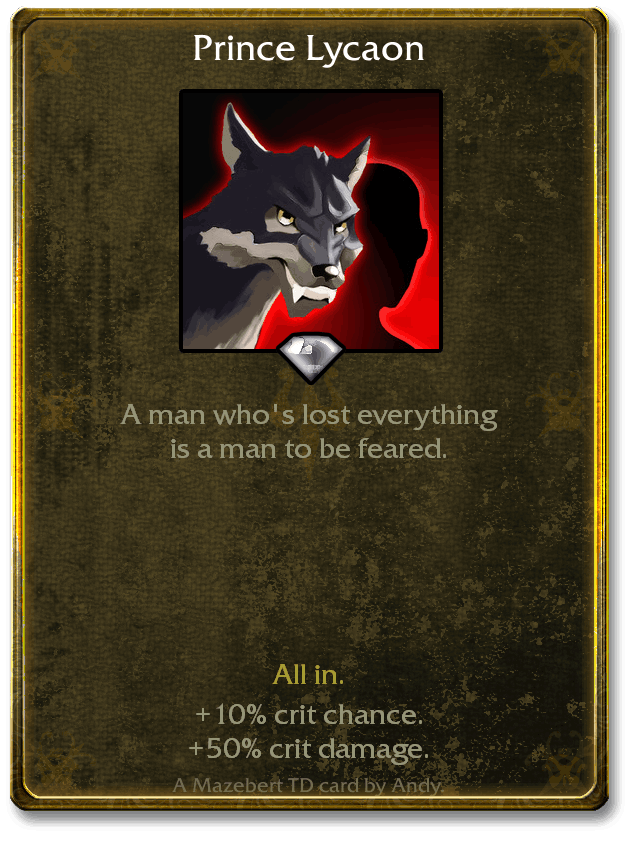 Prince Lycaon
A man who's lost everything
is a man to be feared.
All in.
+10% crit chance.
+50% crit damage.
A Mazebert TD card by Andy.